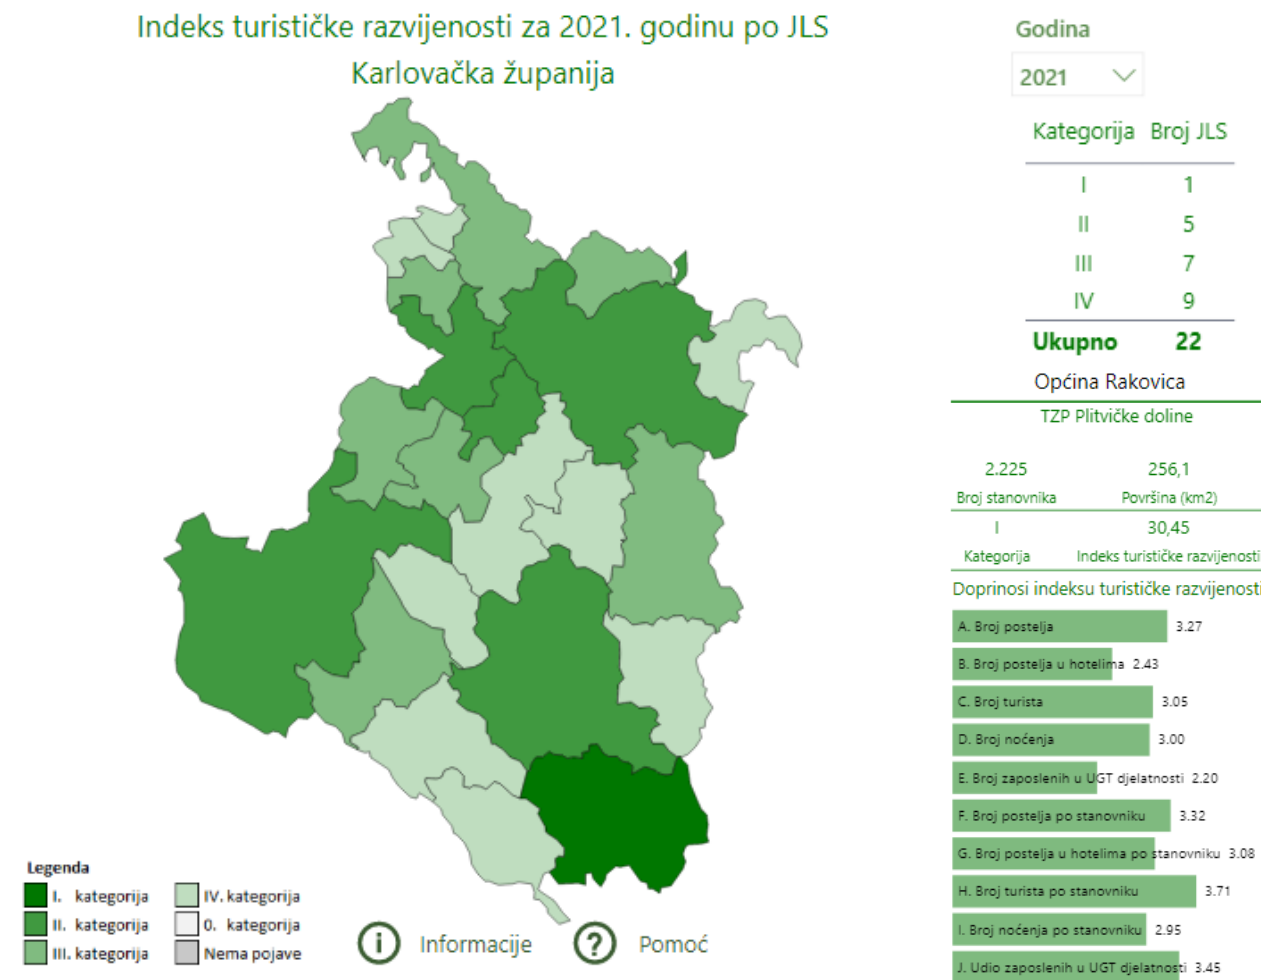 Indeks turističke razvijenosti za 2021. godinu po JLS
Karlovačka županija
Godina
2021
Kategorija Broj JLS
I 1
II 5
III 7
IV 9
Ukupno 22
Općina Rakovica
TZP Plitvičke doline
2.225 256,1
Broj stanovnika Površina (km2)
I 30,45
Kategorija Indeks turističke razvijenosti
Doprinosi indeksu turističke razvijenosti
A. Broj postelja 3.27
B. Broj postelja u hotelima 2.43
C. Broj turista 3.05
D. Broj noćenja 3.00
E. Broj zaposlenih u UGT djelatnosti 2.20
F. Broj postelja po stanovniku 3.32
G. Broj postelja u hotelima po stanovniku 3.08
H. Broj turista po stanovniku 3.71
I. Broj noćenja po stanovniku 2.95
J. Udio zaposlenih u UGT djelatnosti 3.45
Legenda
I. kategorija IV. kategorija
II. kategorija 0. kategorija
III. kategorija Nema pojave
Informacije ? Pomoć